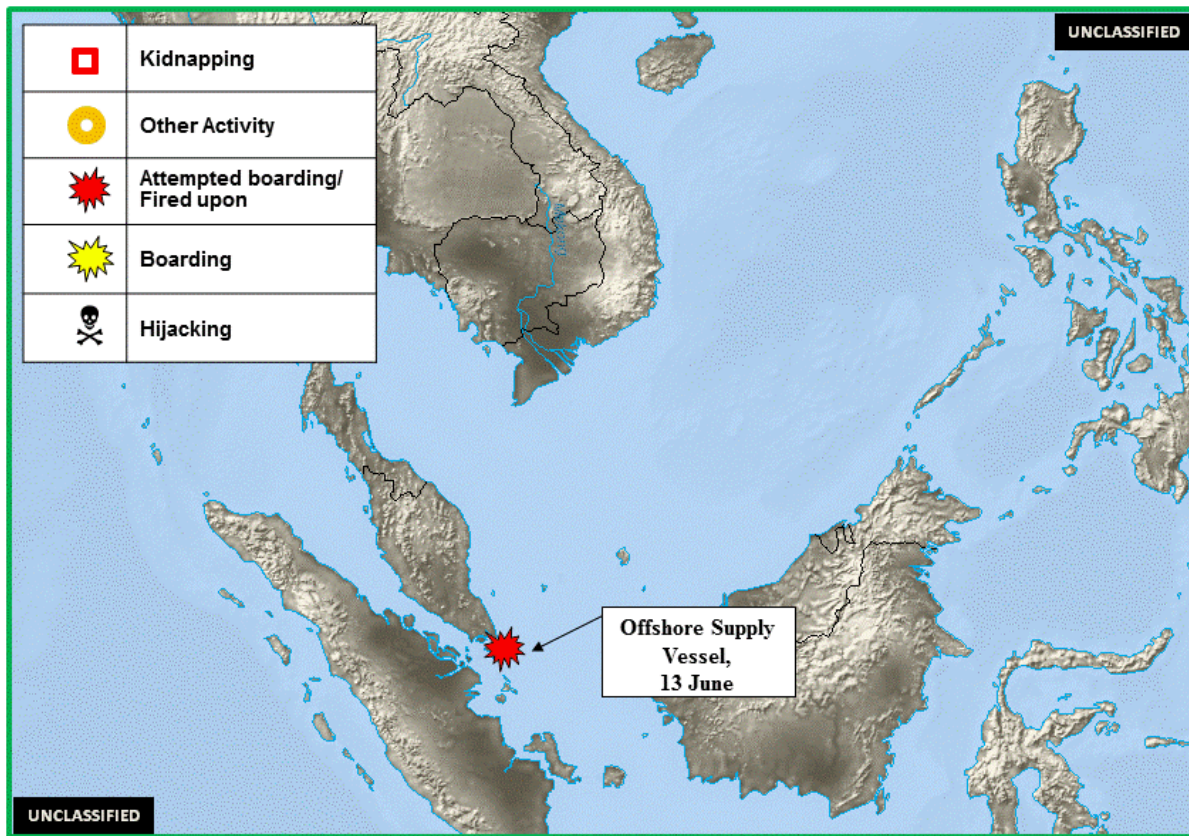 UNCLASSIFIED
Kidnapping
Other Activity
Attempted boarding/
Fired upon
Boarding
Hijacking
Offshore Supply
Vessel,
13 June
UNCLASSIFIED